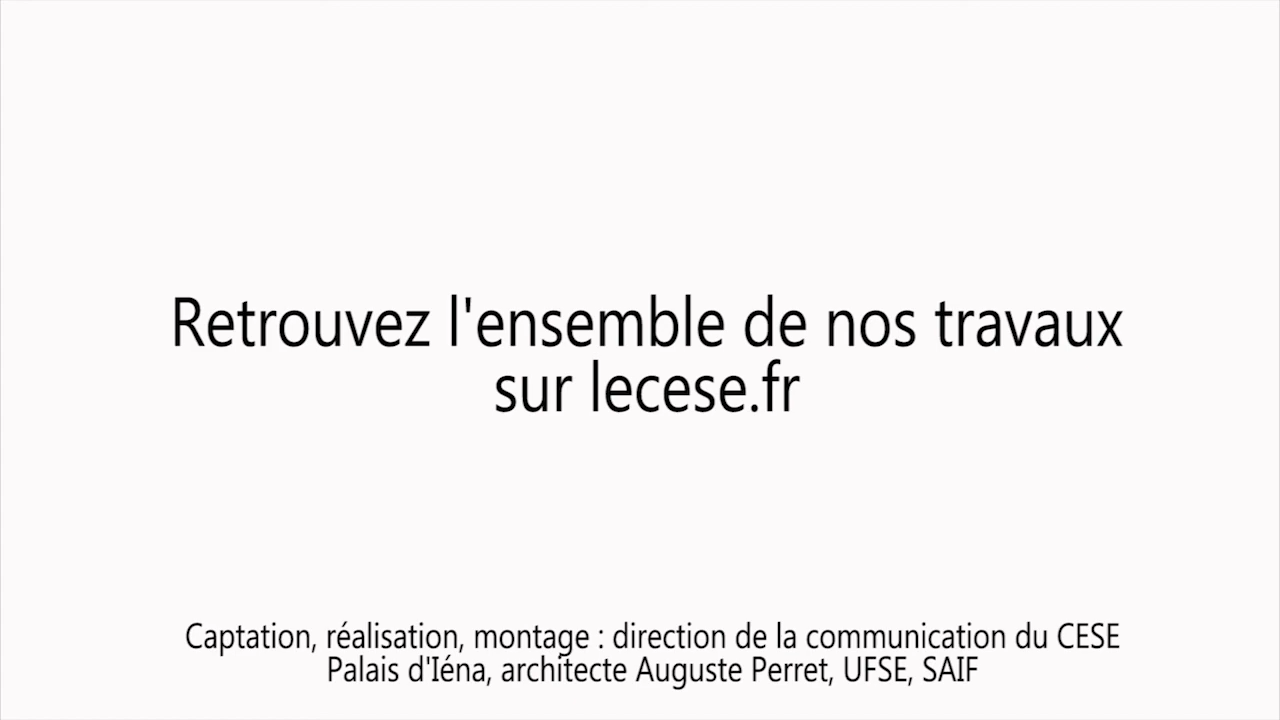 Retrouvez l'ensemble de nos travaux
sur lecese.fr
Captation, réalisation, montage : direction de la communication du CESE
Palais d'Iéna, architecte Auguste Perret, UFSE, SAIF